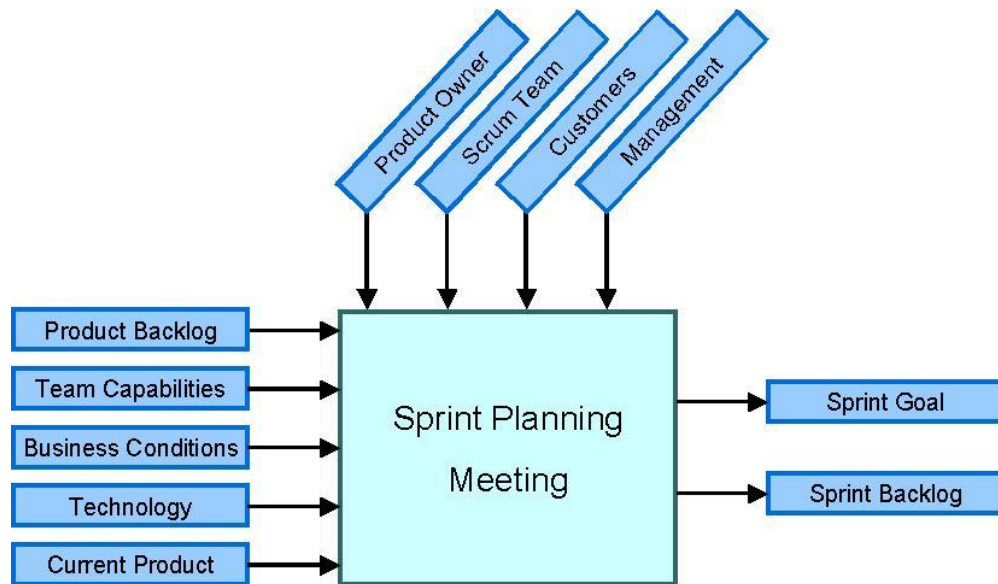 Product Owner
Scrum Team
Customers
Management
Product Backlog
Team Capabilities
Business Conditions
Technology
Current Product
Sprint Planning
Meeting
Sprint Goal
Sprint Backlog